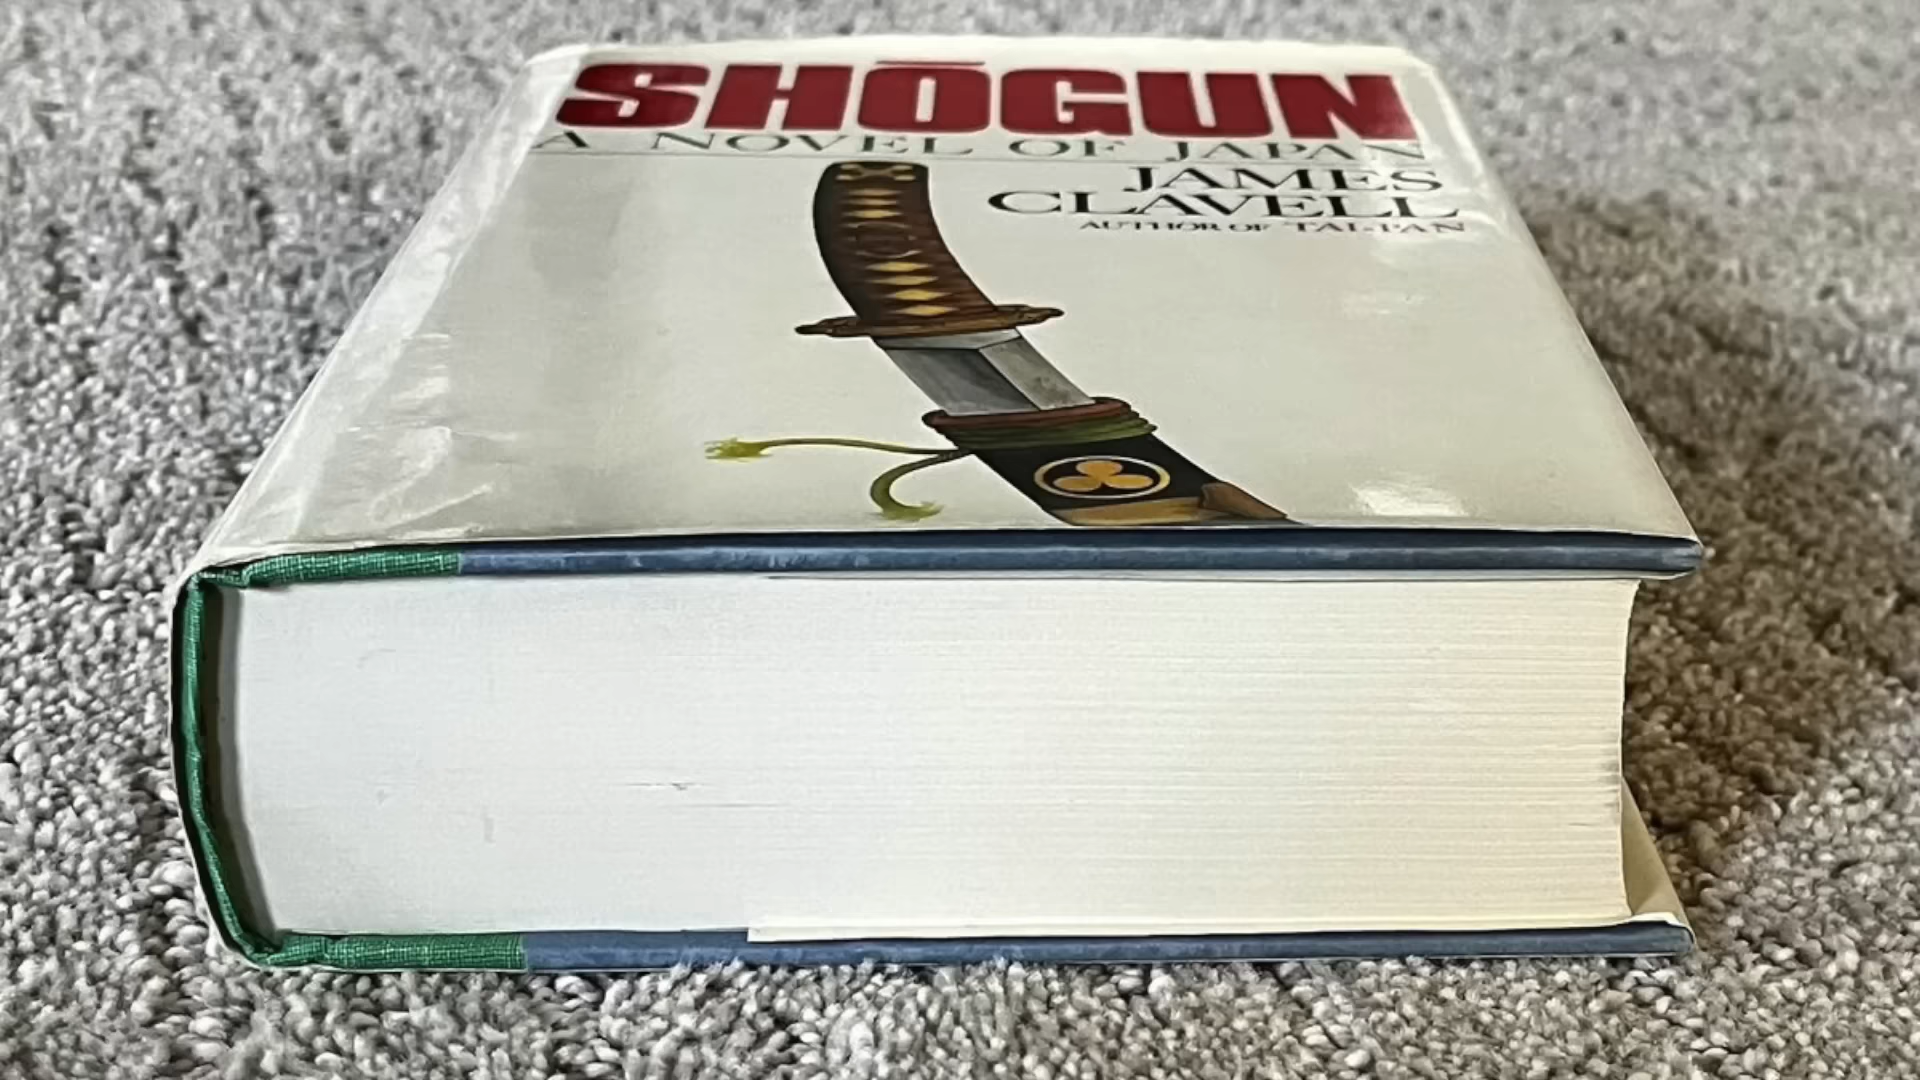 SHŌGUN
A NOVEL OF JAPAN
JAMES
CLAVELL
AUTHOR OF TAI-PAN